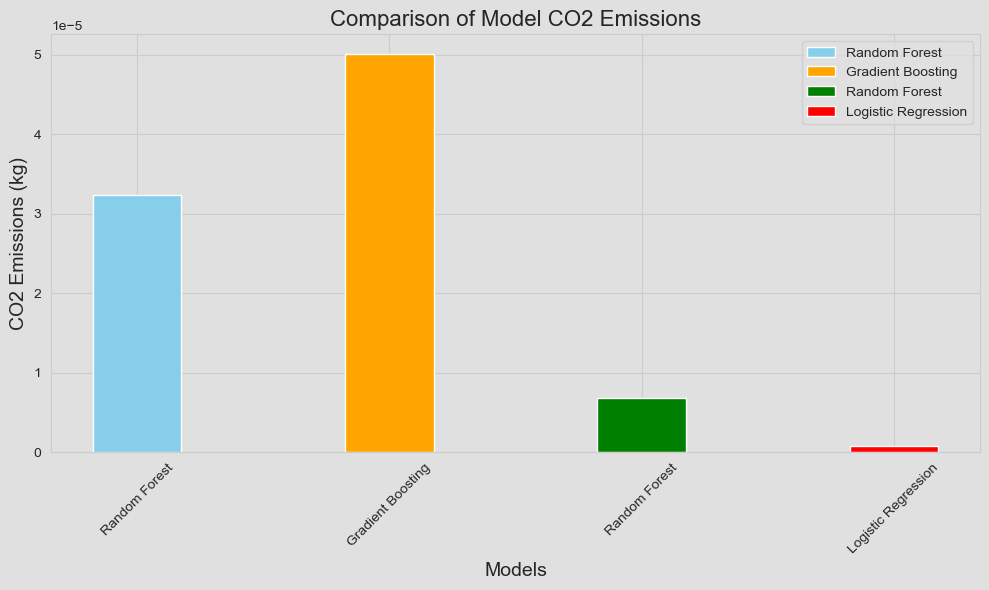 Comparison of Model CO2 Emissions
1e−5
CO2 Emissions (kg)
5
4
3
2
1
0
Random Forest
Gradient Boosting
Random Forest
Logistic Regression
Random Forest
Gradient Boosting
Random Forest
Logistic Regression
Models